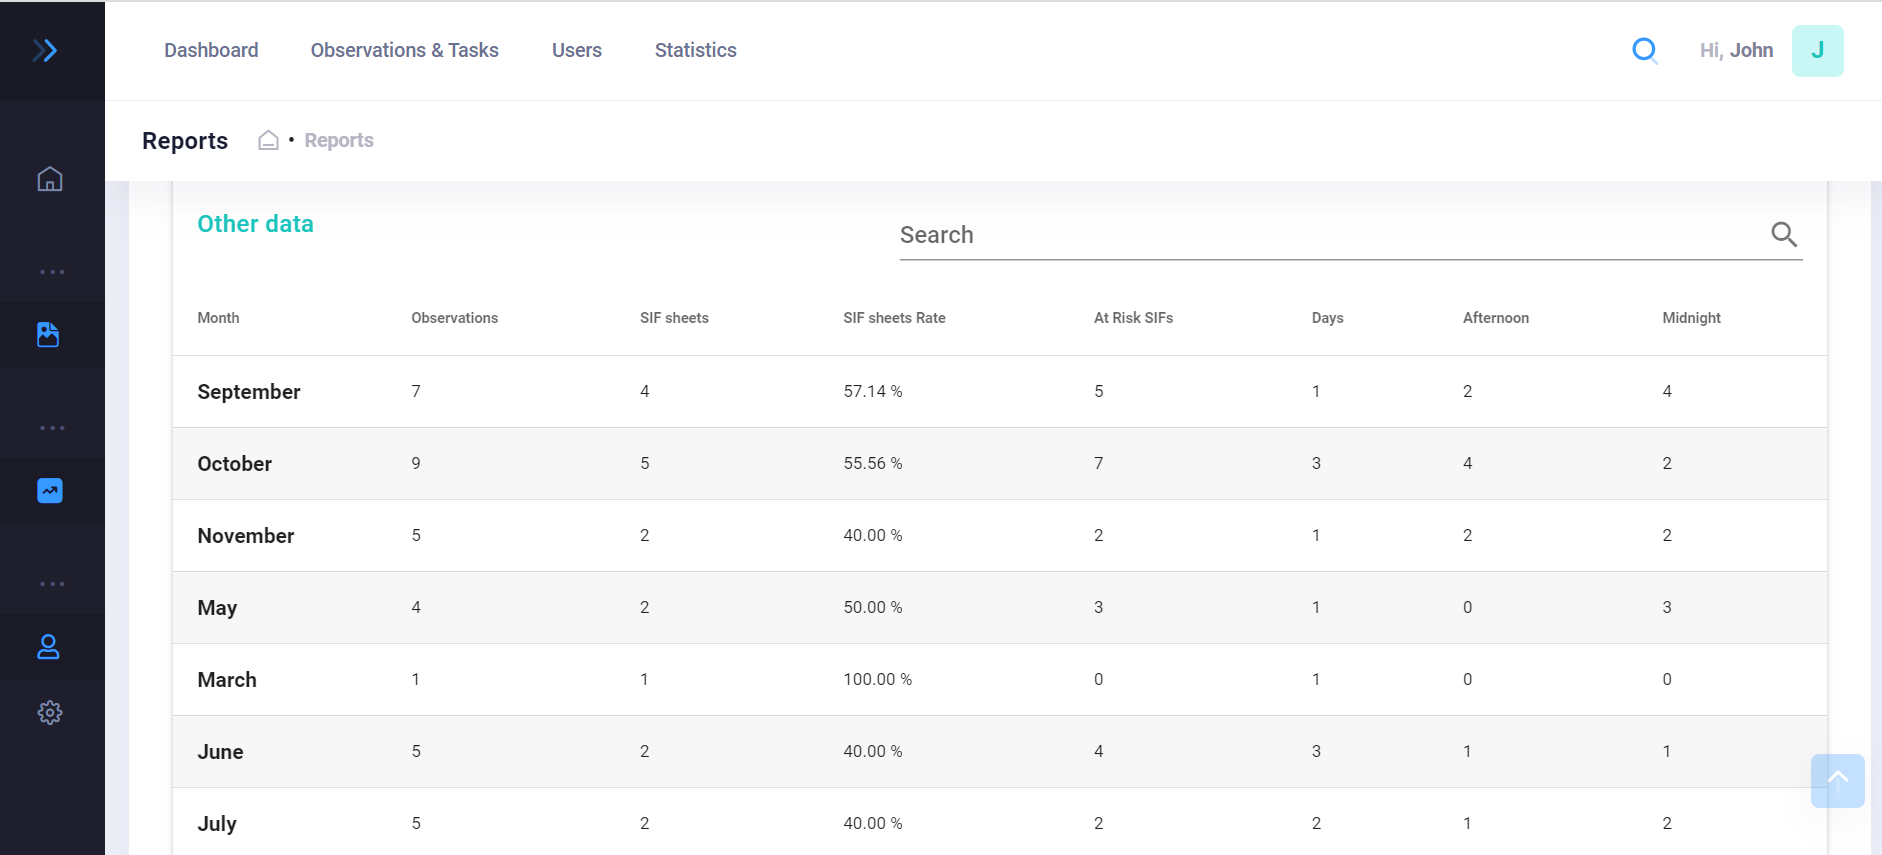 Dashboard Observations & Tasks Users Statistics Hi, John J
Reports • Reports
Other data
Search
Month Observations SIF sheets SIF sheets Rate At Risk SIFs Days Afternoon Midnight
September 7 4 57.14 % 5 1 2 4
October 9 5 55.56 % 7 3 4 2
November 5 2 40.00 % 2 1 2 2
May 4 2 50.00 % 3 1 0 3
March 1 1 100.00 % 0 1 0 0
June 5 2 40.00 % 4 3 1 1
July 5 2 40.00 % 2 2 1 2